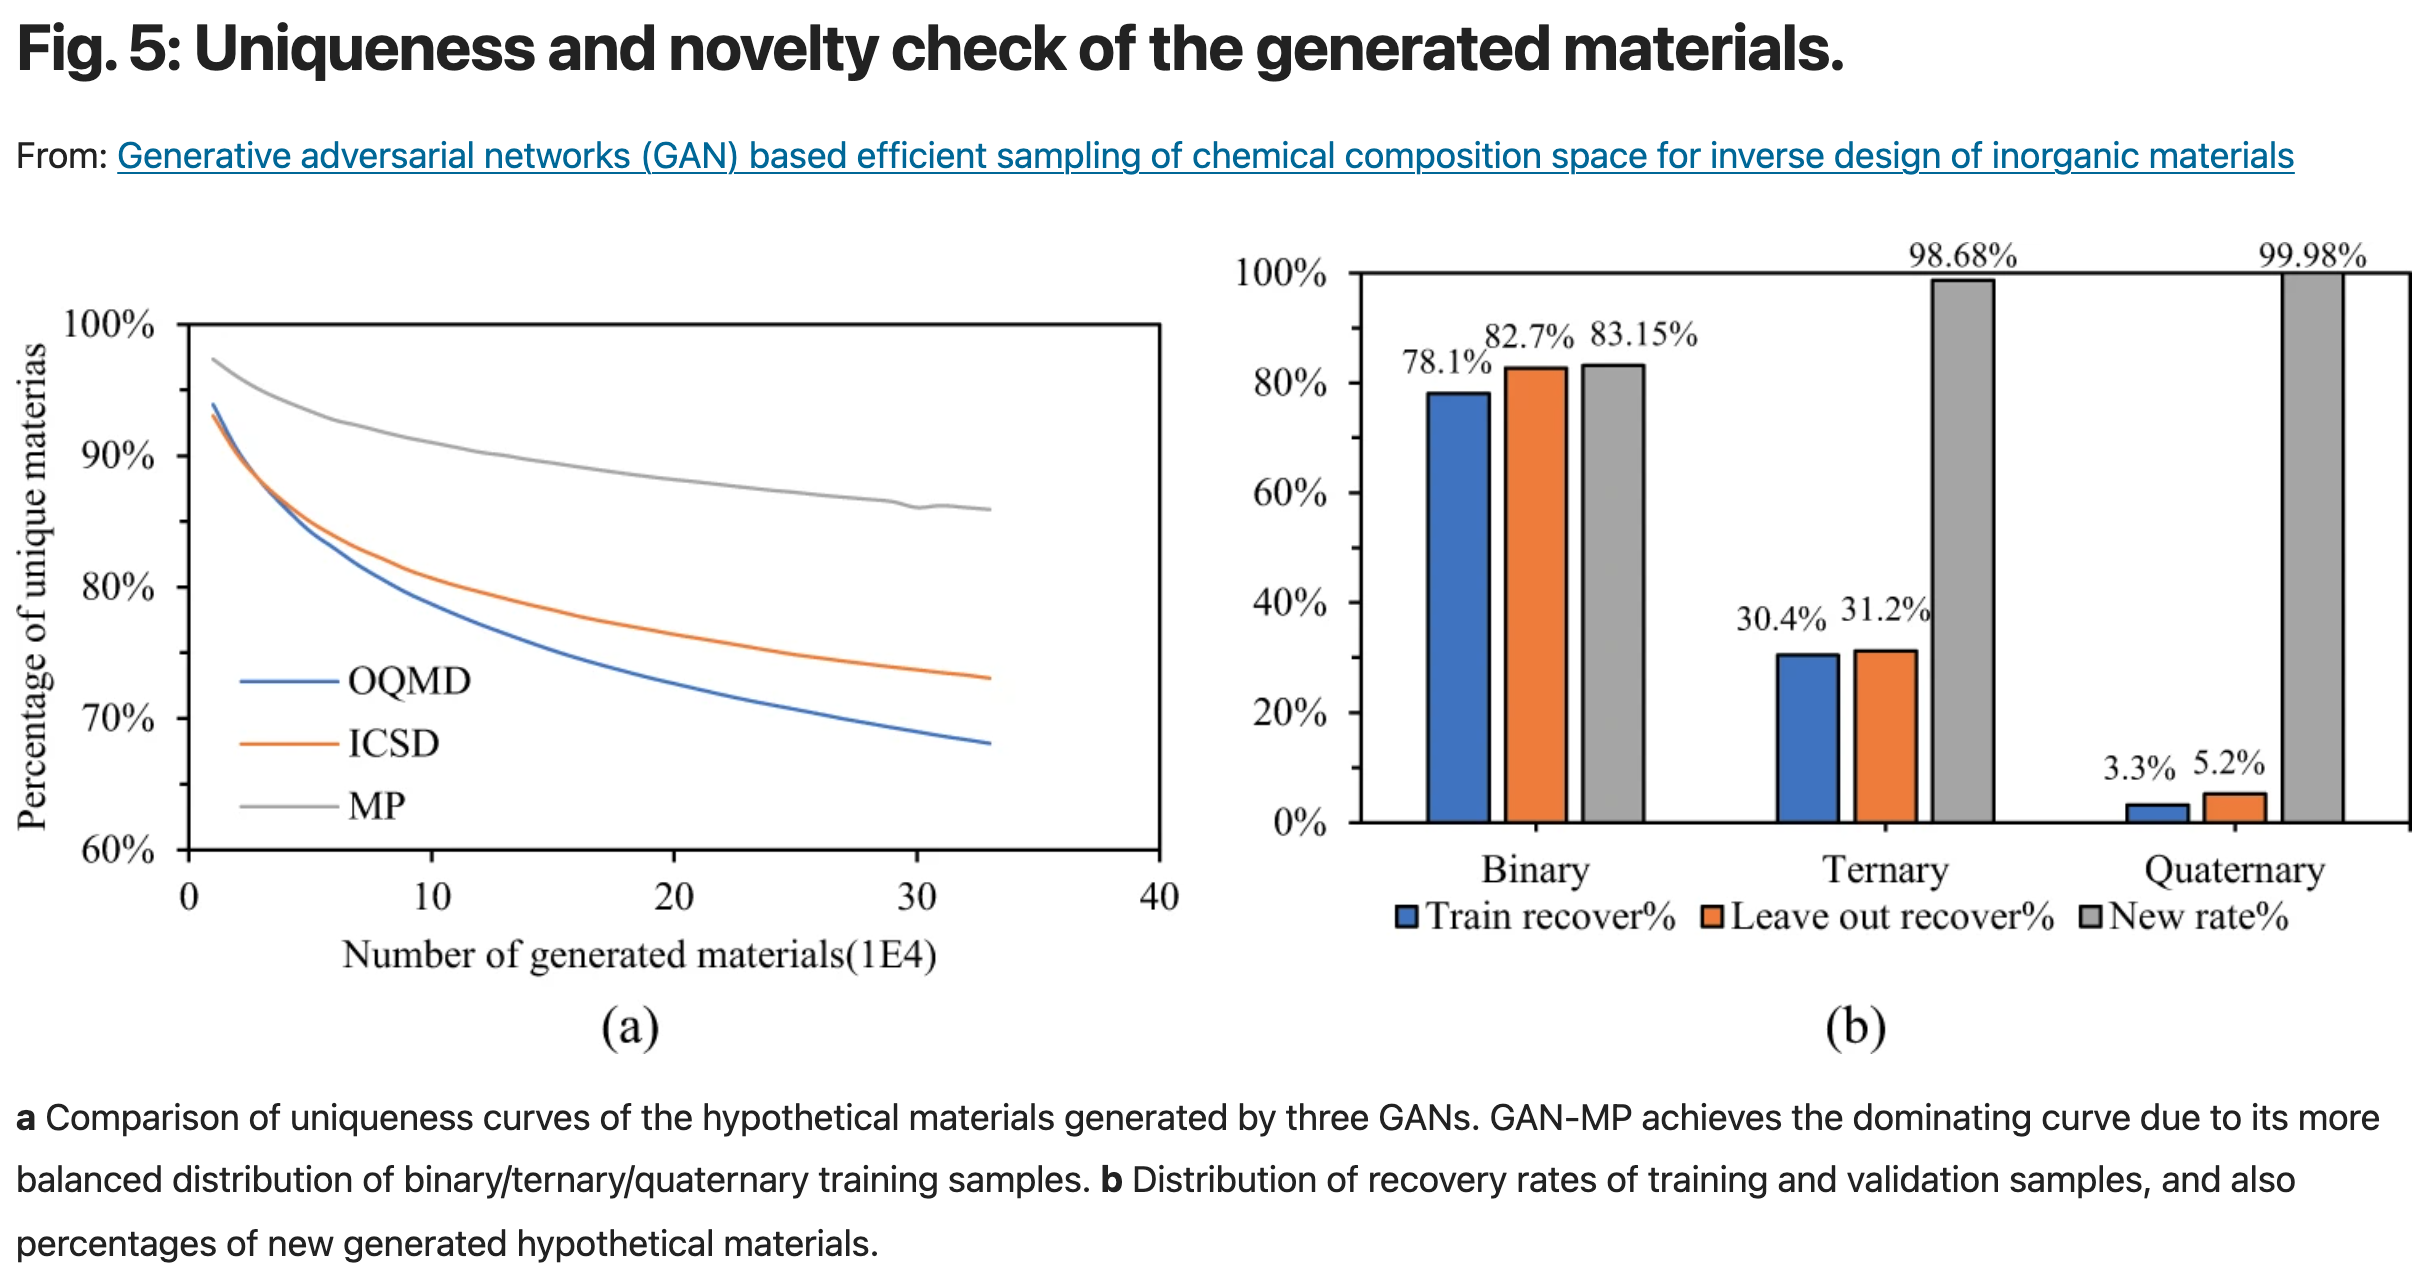 Fig. 5: Uniqueness and novelty check of the generated materials.
From: Generative adversarial networks (GAN) based efficient sampling of chemical composition space for inverse design of inorganic materials
Percentage of unique materias
100%
90%
80%
70%
60%
OQMD
ICSD
MP
0 10 20 30 40
Number of generated materials(1E4)
(a)
100%
80%
60%
40%
20%
0%
78.1% 82.7% 83.15%
30.4% 31.2% 98.68%
3.3% 5.2% 99.98%
Binary Ternary Quaternary
Train recover% Leave out recover% New rate%
(b)
a Comparison of uniqueness curves of the hypothetical materials generated by three GANs. GAN-MP achieves the dominating curve due to its more
balanced distribution of binary/ternary/quaternary training samples. b Distribution of recovery rates of training and validation samples, and also
percentages of new generated hypothetical materials.